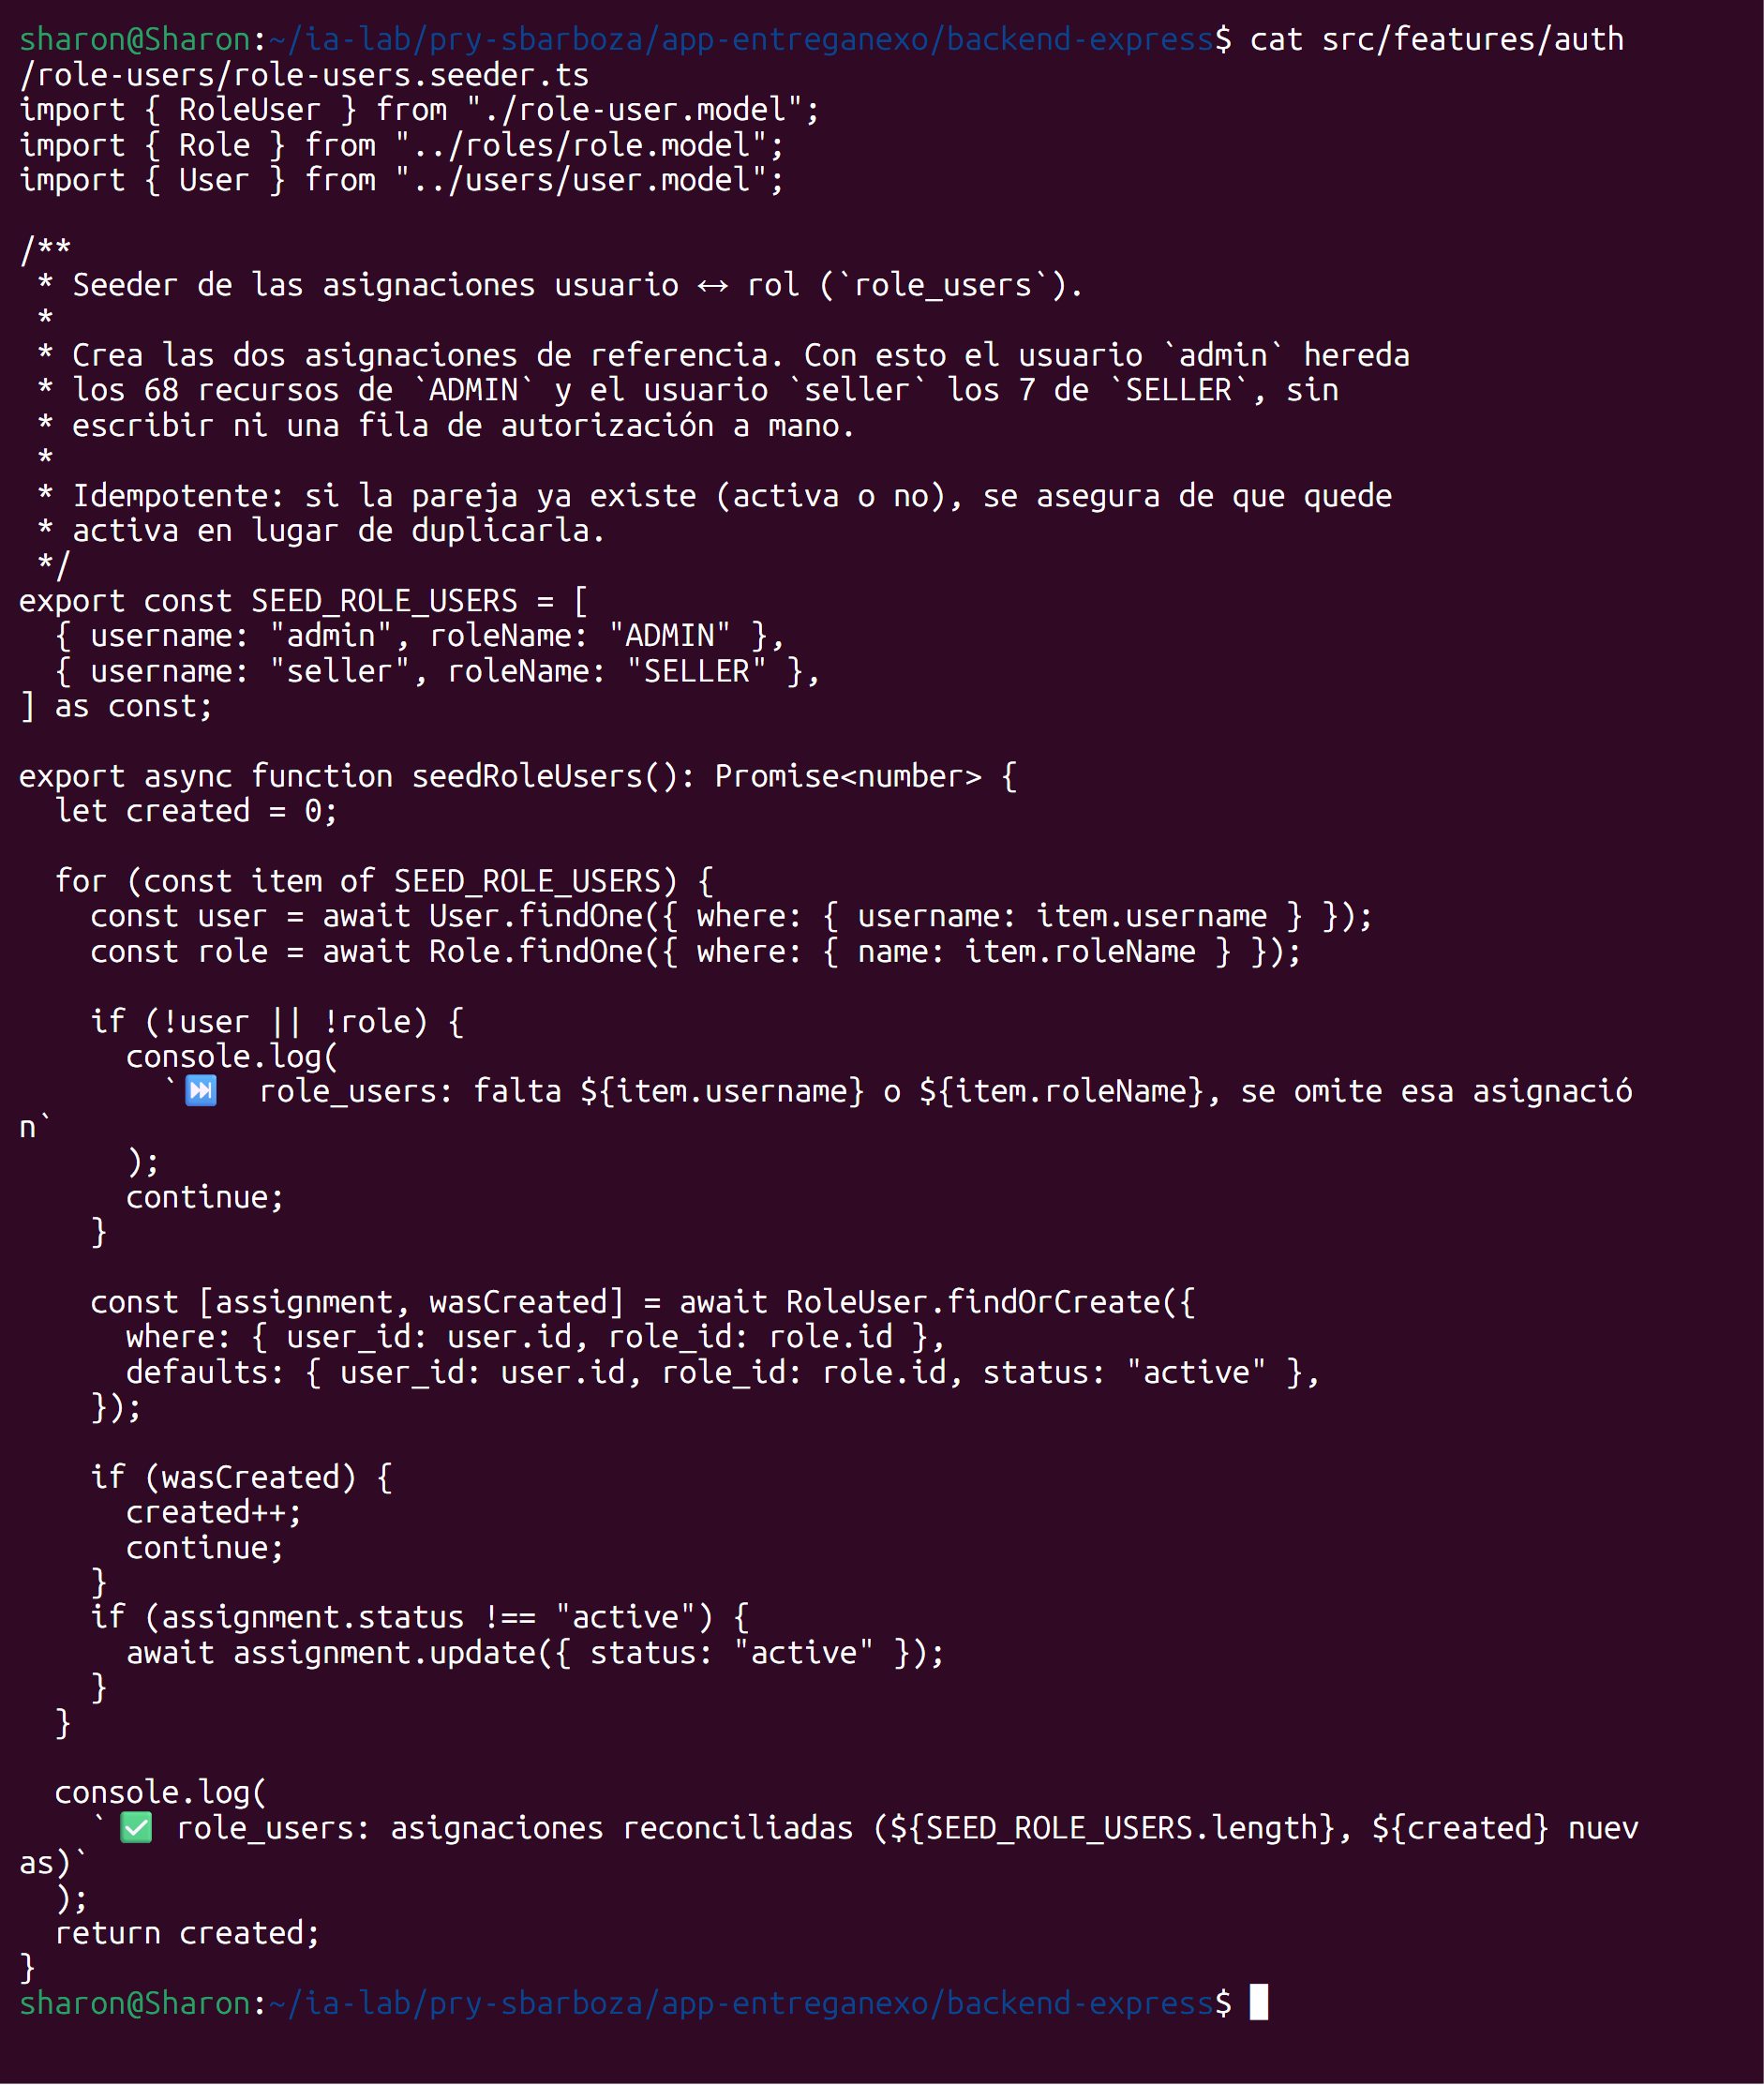 sharon@Sharon:~/ia-lab/pry-sbarboza/app-entreganexo/backend-express$ cat src/features/auth
/role-users/role-users.seeder.ts
import { RoleUser } from "./role-user.model";
import { Role } from "../roles/role.model";
import { User } from "../users/user.model";

/**
 * Seeder de las asignaciones usuario ↔ rol (`role_users`).
 *
 * Crea las dos asignaciones de referencia. Con esto el usuario `admin` hereda
 * los 68 recursos de `ADMIN` y el usuario `seller` los 7 de `SELLER`, sin
 * escribir ni una fila de autorización a mano.
 *
 * Idempotente: si la pareja ya existe (activa o no), se asegura de que quede
 * activa en lugar de duplicarla.
 */
export const SEED_ROLE_USERS = [
  { username: "admin", roleName: "ADMIN" },
  { username: "seller", roleName: "SELLER" },
] as const;

export async function seedRoleUsers(): Promise<number> {
  let created = 0;

  for (const item of SEED_ROLE_USERS) {
    const user = await User.findOne({ where: { username: item.username } });
    const role = await Role.findOne({ where: { name: item.roleName } });

    if (!user || !role) {
      console.log(
        `⏭️  role_users: falta ${item.username} o ${item.roleName}, se omite esa asignació
n`
      );
      continue;
    }

    const [assignment, wasCreated] = await RoleUser.findOrCreate({
      where: { user_id: user.id, role_id: role.id },
      defaults: { user_id: user.id, role_id: role.id, status: "active" },
    });

    if (wasCreated) {
      created++;
      continue;
    }
    if (assignment.status !== "active") {
      await assignment.update({ status: "active" });
    }
  }

  console.log(
    `✅ role_users: asignaciones reconciliadas (${SEED_ROLE_USERS.length}, ${created} nuev
as)`
  );
  return created;
}
sharon@Sharon:~/ia-lab/pry-sbarboza/app-entreganexo/backend-express$